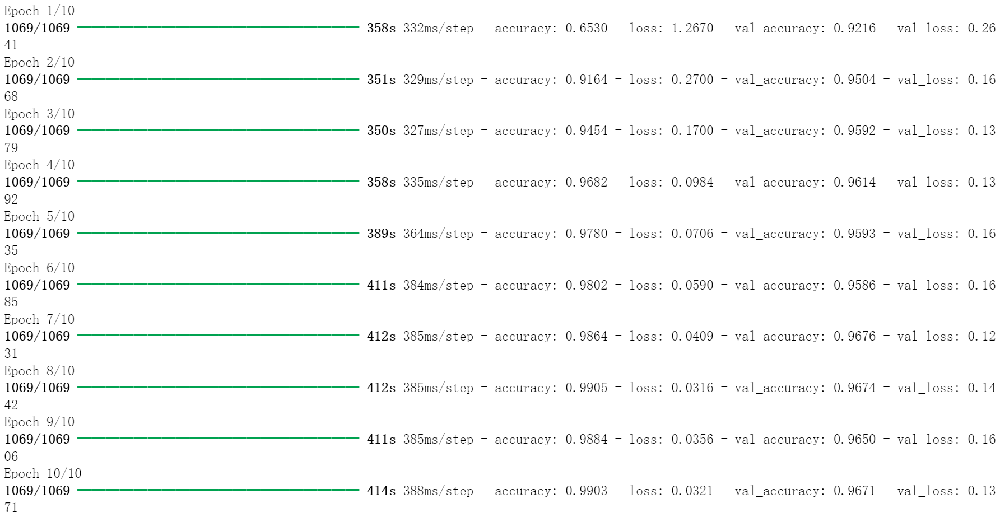 Epoch 1/10
1069/1069 ━━━━━━━━━━━━━━━━━━━━ 358s 332ms/step - accuracy: 0.6530 - loss: 1.2670 - val_accuracy: 0.9216 - val_loss: 0.26
41
Epoch 2/10
1069/1069 ━━━━━━━━━━━━━━━━━━━━ 351s 329ms/step - accuracy: 0.9164 - loss: 0.2700 - val_accuracy: 0.9504 - val_loss: 0.16
68
Epoch 3/10
1069/1069 ━━━━━━━━━━━━━━━━━━━━ 350s 327ms/step - accuracy: 0.9454 - loss: 0.1700 - val_accuracy: 0.9592 - val_loss: 0.13
79
Epoch 4/10
1069/1069 ━━━━━━━━━━━━━━━━━━━━ 358s 335ms/step - accuracy: 0.9682 - loss: 0.0984 - val_accuracy: 0.9614 - val_loss: 0.13
92
Epoch 5/10
1069/1069 ━━━━━━━━━━━━━━━━━━━━ 389s 364ms/step - accuracy: 0.9780 - loss: 0.0706 - val_accuracy: 0.9593 - val_loss: 0.16
35
Epoch 6/10
1069/1069 ━━━━━━━━━━━━━━━━━━━━ 411s 384ms/step - accuracy: 0.9802 - loss: 0.0590 - val_accuracy: 0.9586 - val_loss: 0.16
85
Epoch 7/10
1069/1069 ━━━━━━━━━━━━━━━━━━━━ 412s 385ms/step - accuracy: 0.9864 - loss: 0.0409 - val_accuracy: 0.9676 - val_loss: 0.12
31
Epoch 8/10
1069/1069 ━━━━━━━━━━━━━━━━━━━━ 412s 385ms/step - accuracy: 0.9905 - loss: 0.0316 - val_accuracy: 0.9674 - val_loss: 0.14
42
Epoch 9/10
1069/1069 ━━━━━━━━━━━━━━━━━━━━ 411s 385ms/step - accuracy: 0.9884 - loss: 0.0356 - val_accuracy: 0.9650 - val_loss: 0.16
06
Epoch 10/10
1069/1069 ━━━━━━━━━━━━━━━━━━━━ 414s 388ms/step - accuracy: 0.9903 - loss: 0.0321 - val_accuracy: 0.9671 - val_loss: 0.13
71